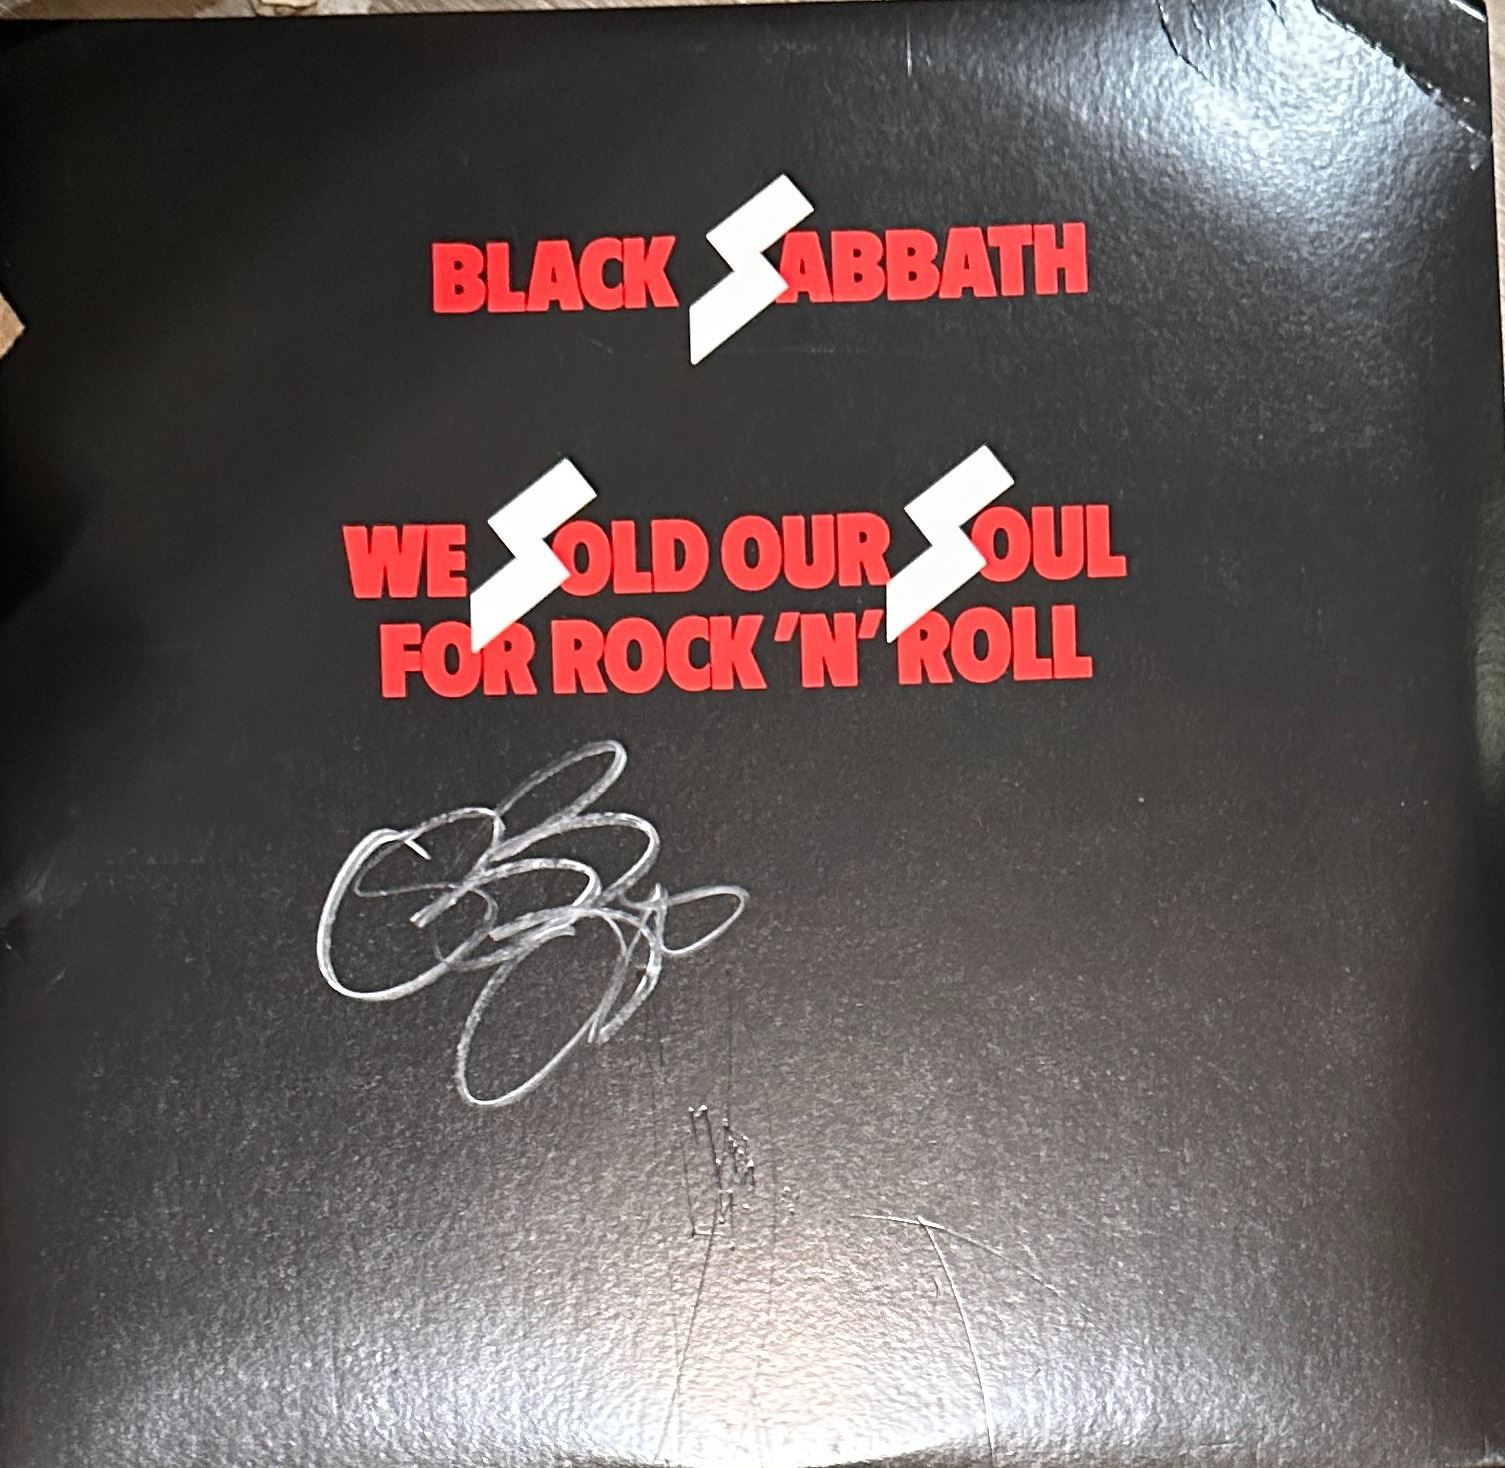 BLACK SABBATH
WE SOLD OUR SOUL
FOR ROCK 'N' ROLL